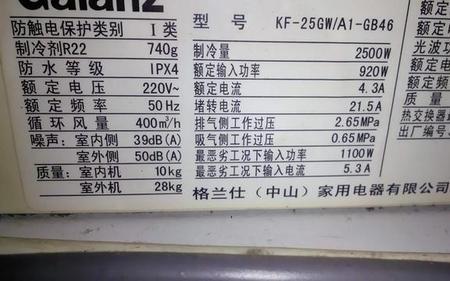 Galanz
型 号 KF-25GW/A1-GB46
防触电保护类别 I 类
制冷剂R22 740g
防水等级 IPX4
额定电压 220V~
额定频率 50Hz
循环风量 400m³/h
噪声: 室内侧 39dB(A)
室外侧 50dB(A)
质量: 室内机 10kg
室外机 28kg
制冷量 2500W
额定输入功率 920W
额定电流 4.3A
堵转电流 21.5A
排气侧工作过压 2.65MPa
吸气侧工作过压 0.65MPa
最恶劣工况下输入功率 1100W
最恶劣工况下输入电流 5.3A
格兰仕(中山)家用电器有限公司
额定
额定
光波
额定频
质量
热交换器
出厂编号